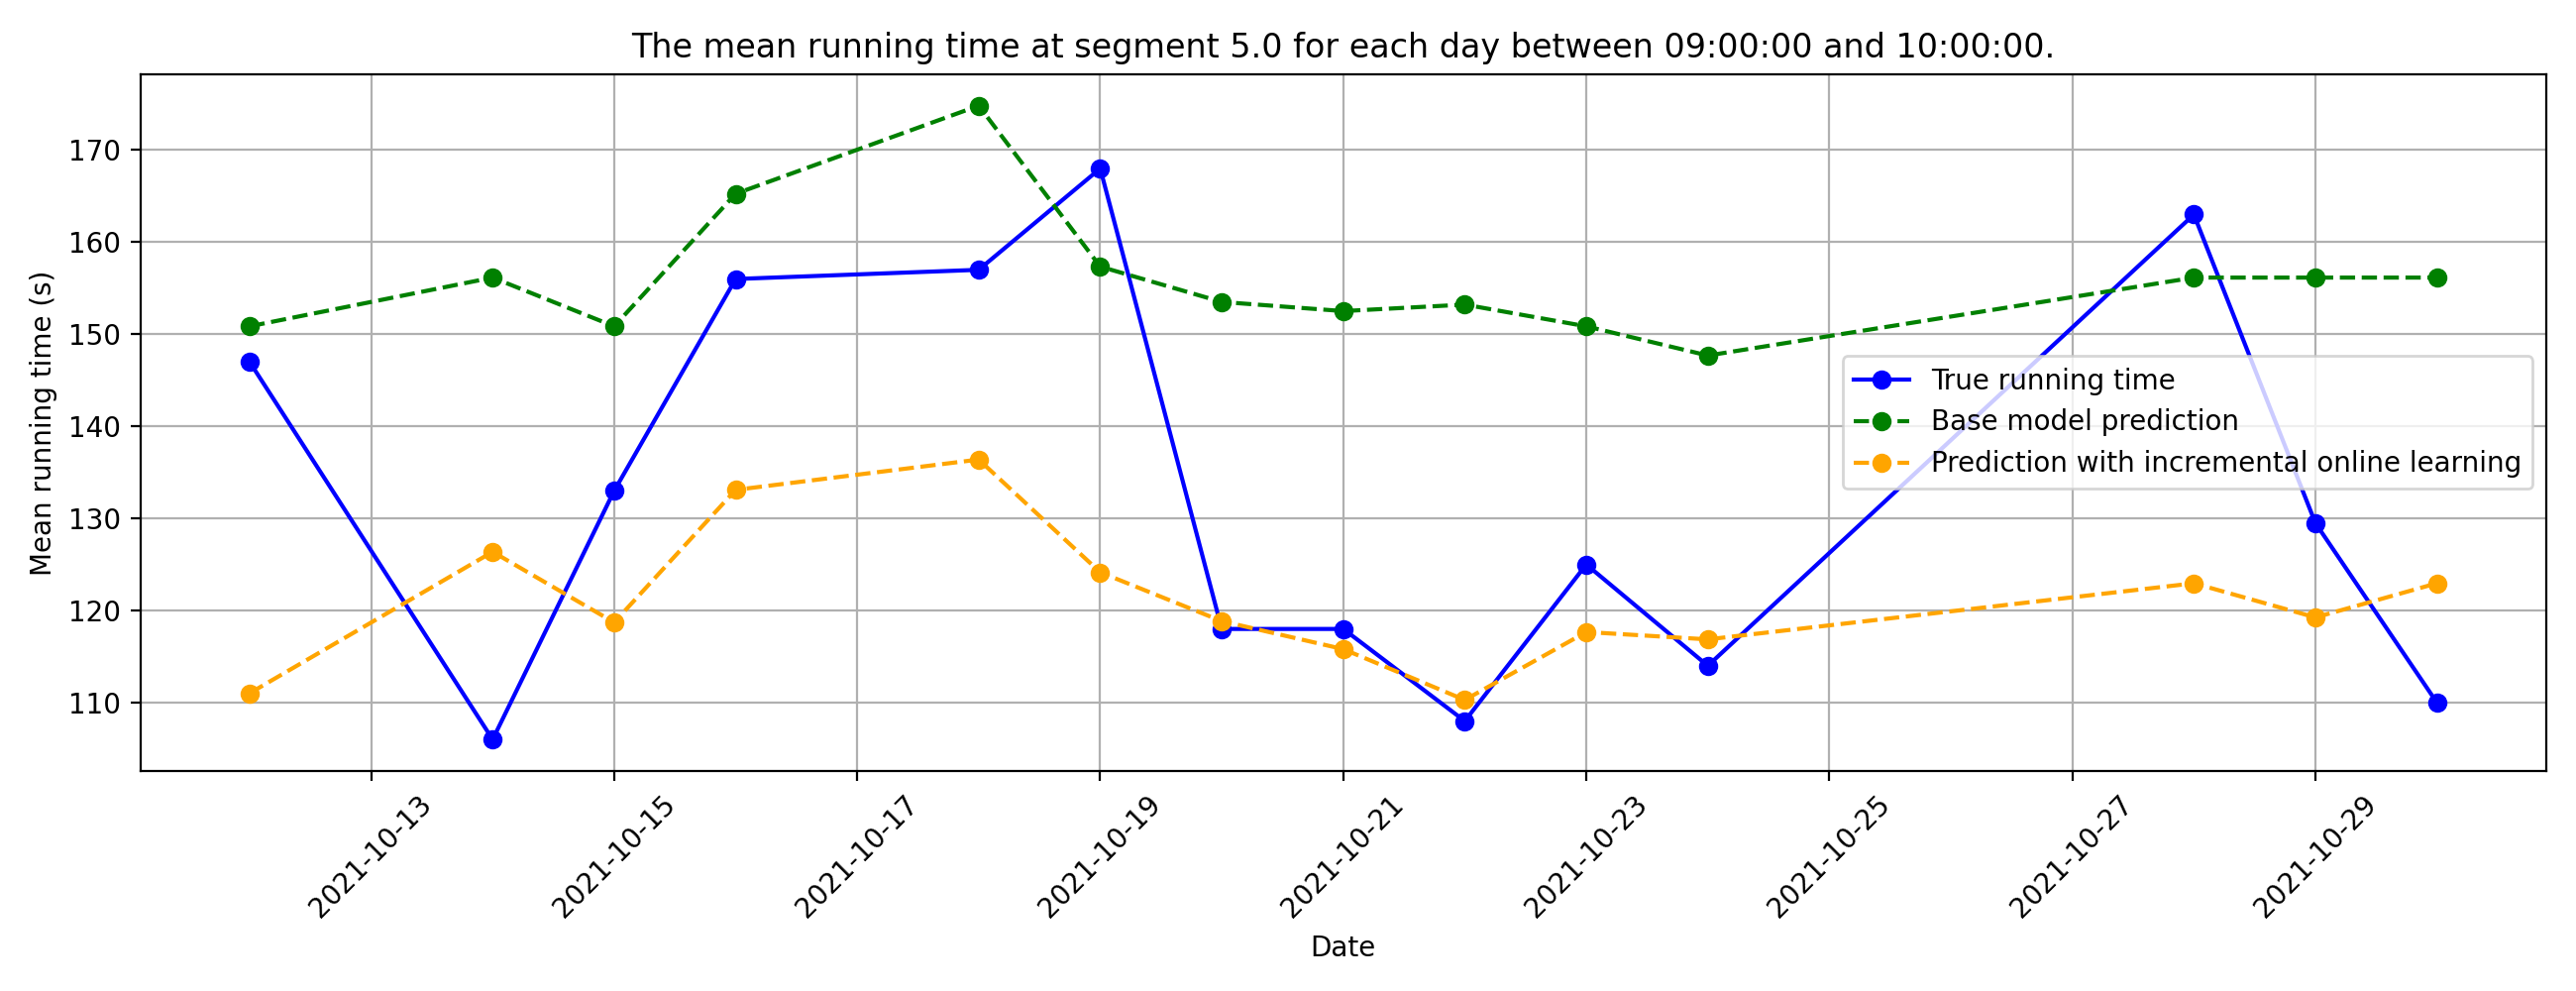 The mean running time at segment 5.0 for each day between 09:00:00 and 10:00:00.
Mean running time (s)
170
160
150
140
130
120
110
True running time
Base model prediction
Prediction with incremental online learning
2021-10-13
2021-10-15
2021-10-17
2021-10-19
2021-10-21
2021-10-23
2021-10-25
2021-10-27
2021-10-29
Date